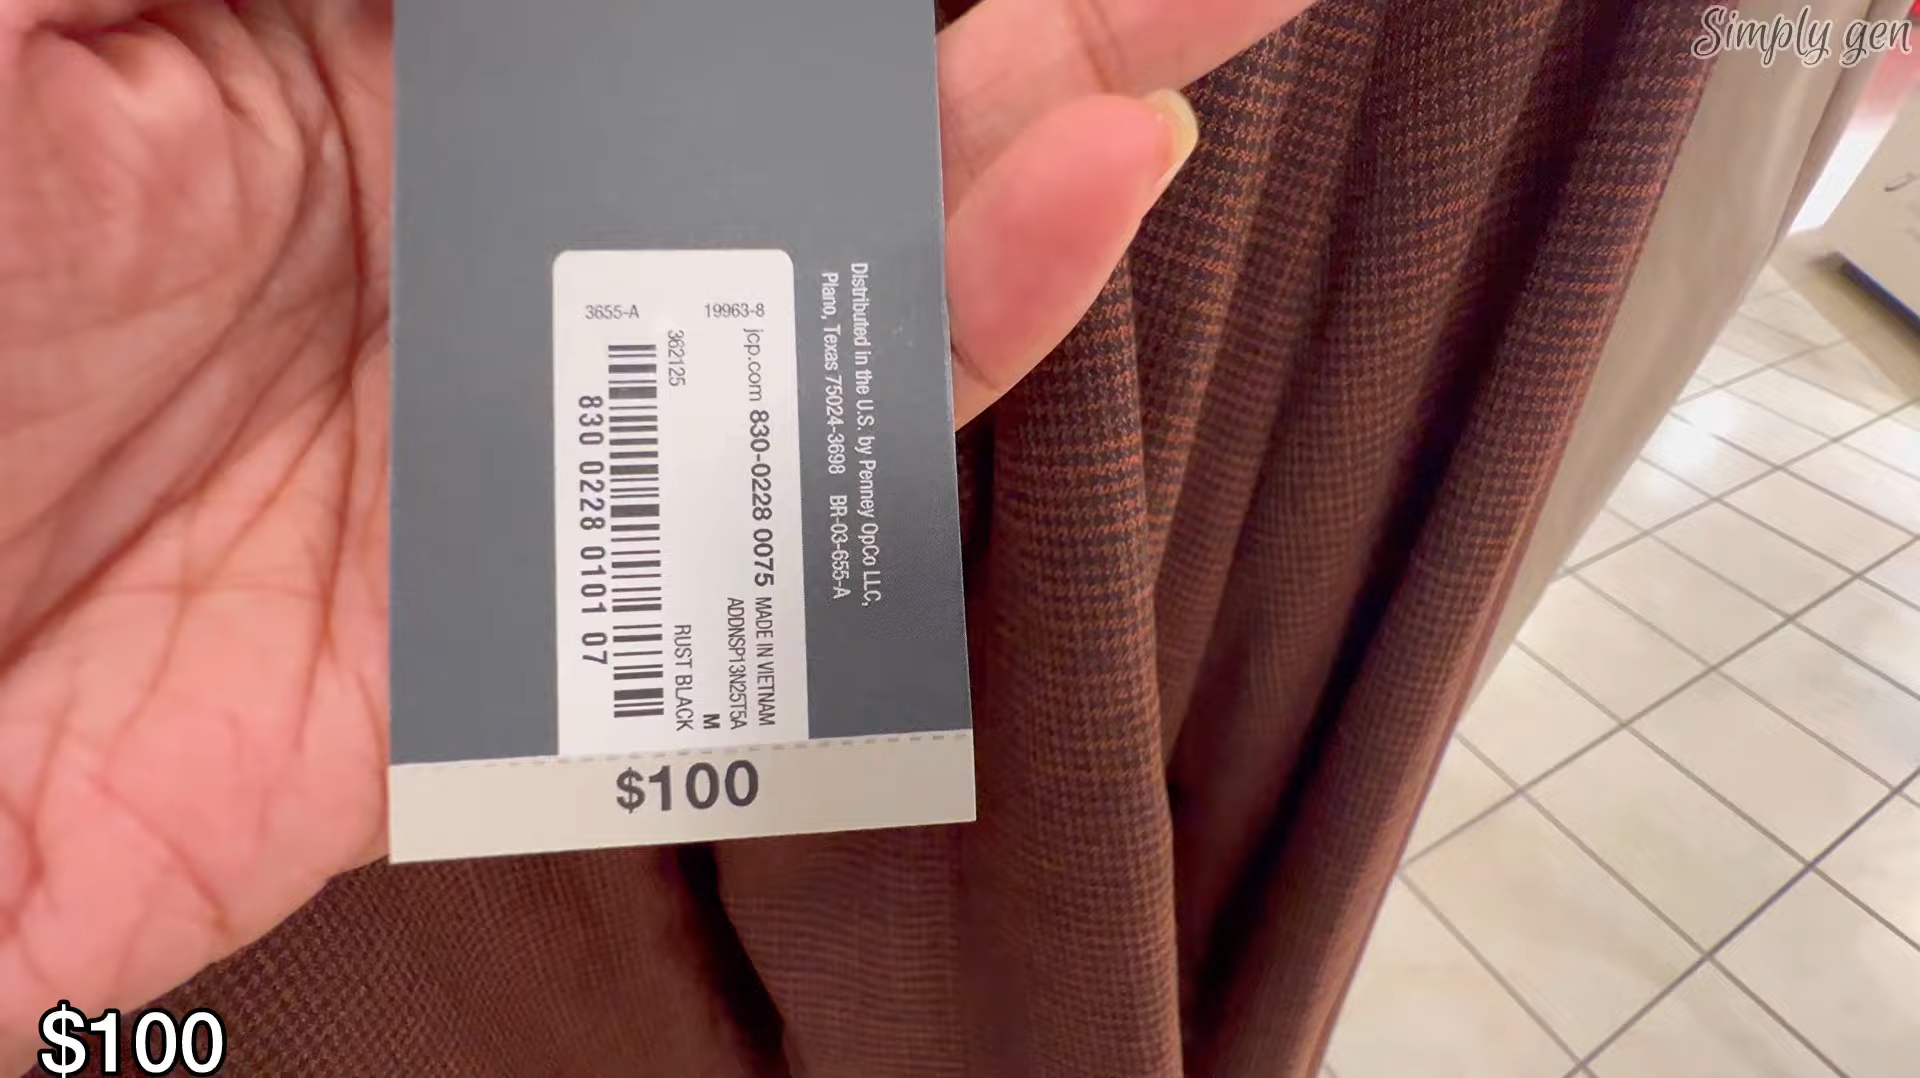 Simply gen
Distributed in the U.S. by Penney OpCo LLC,
Plano, Texas 75024-3698 BR-03-655-A
3655-A 19963-8
jcp.com 830-0228 0075 MADE IN VIETNAM
ADDNSP13N25T5A
M
362125 RUST BLACK
830 0228 0101 07
$100
$100